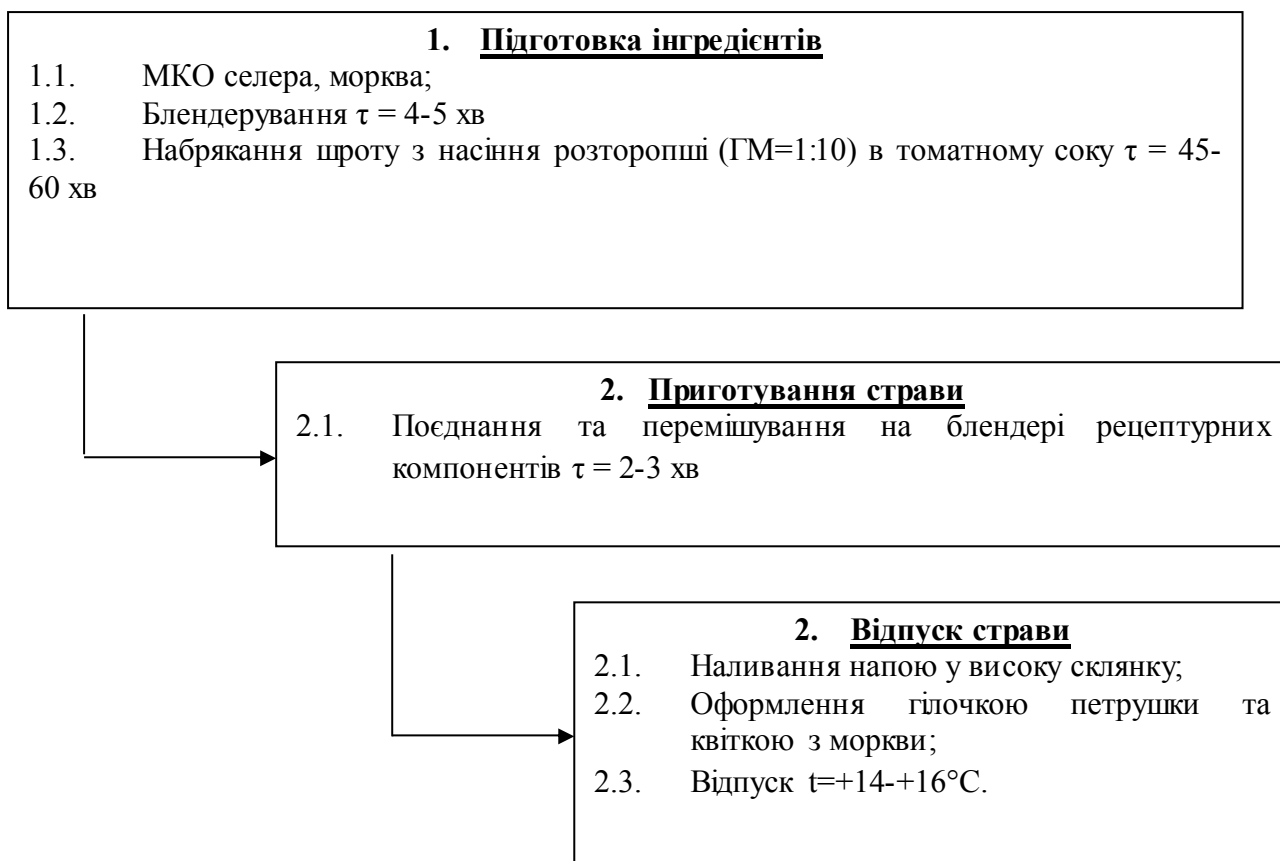 1. Підготовка інгредієнтів
1.1. МКО селера, морква;
1.2. Блендерування τ = 4-5 хв
1.3. Набрякання шроту з насіння розторопші (ГМ=1:10) в томатному соку τ = 45-
60 хв
2. Приготування страви
2.1. Поєднання та перемішування на блендері рецептурних
компонентів τ = 2-3 хв
2. Відпуск страви
2.1. Наливання напою у високу склянку;
2.2. Оформлення гілочкою петрушки та
квіткою з моркви;
2.3. Відпуск t=+14-+16°С.